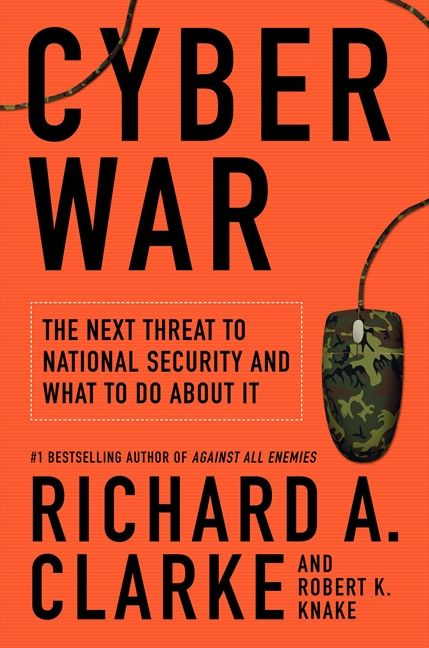 CYBER
WAR
THE NEXT THREAT TO
NATIONAL SECURITY AND
WHAT TO DO ABOUT IT
#1 BESTSELLING AUTHOR OF AGAINST ALL ENEMIES
RICHARD A.
CLARKE
AND
ROBERT K.
KNAKE